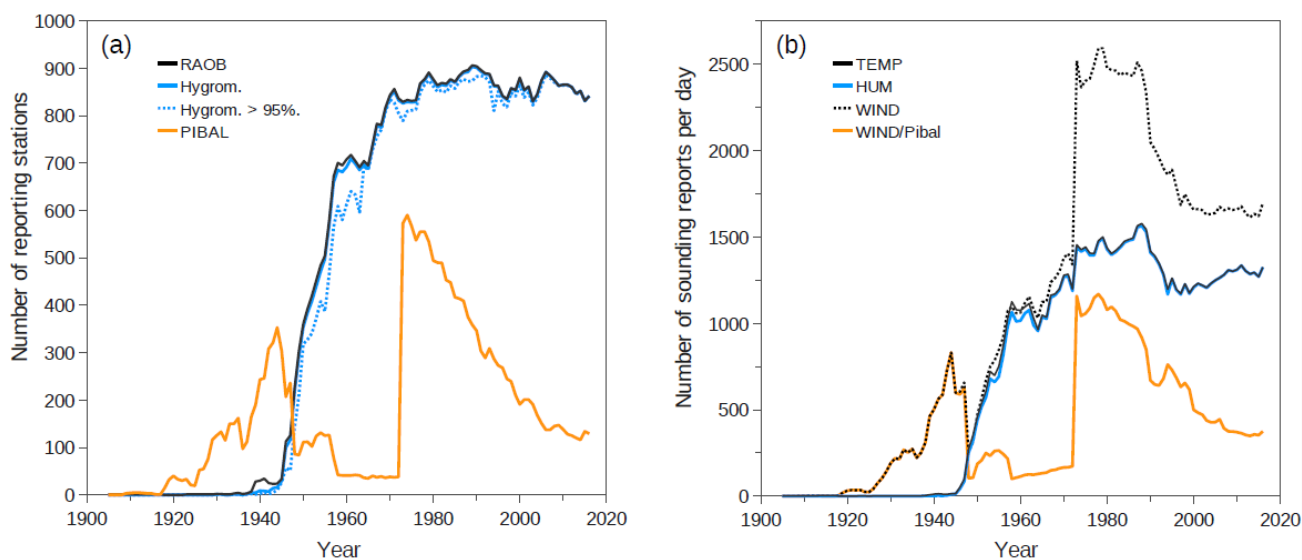 (a)
RAOB
Hygrom.
Hygrom. > 95%.
PIBAL
Number of reporting stations
1000
900
800
700
600
500
400
300
200
100
0
1900 1920 1940 1960 1980 2000 2020
Year
(b)
TEMP
HUM
WIND
WIND/Pibal
Number of sounding reports per day
2500
2000
1500
1000
500
0
1900 1920 1940 1960 1980 2000 2020
Year